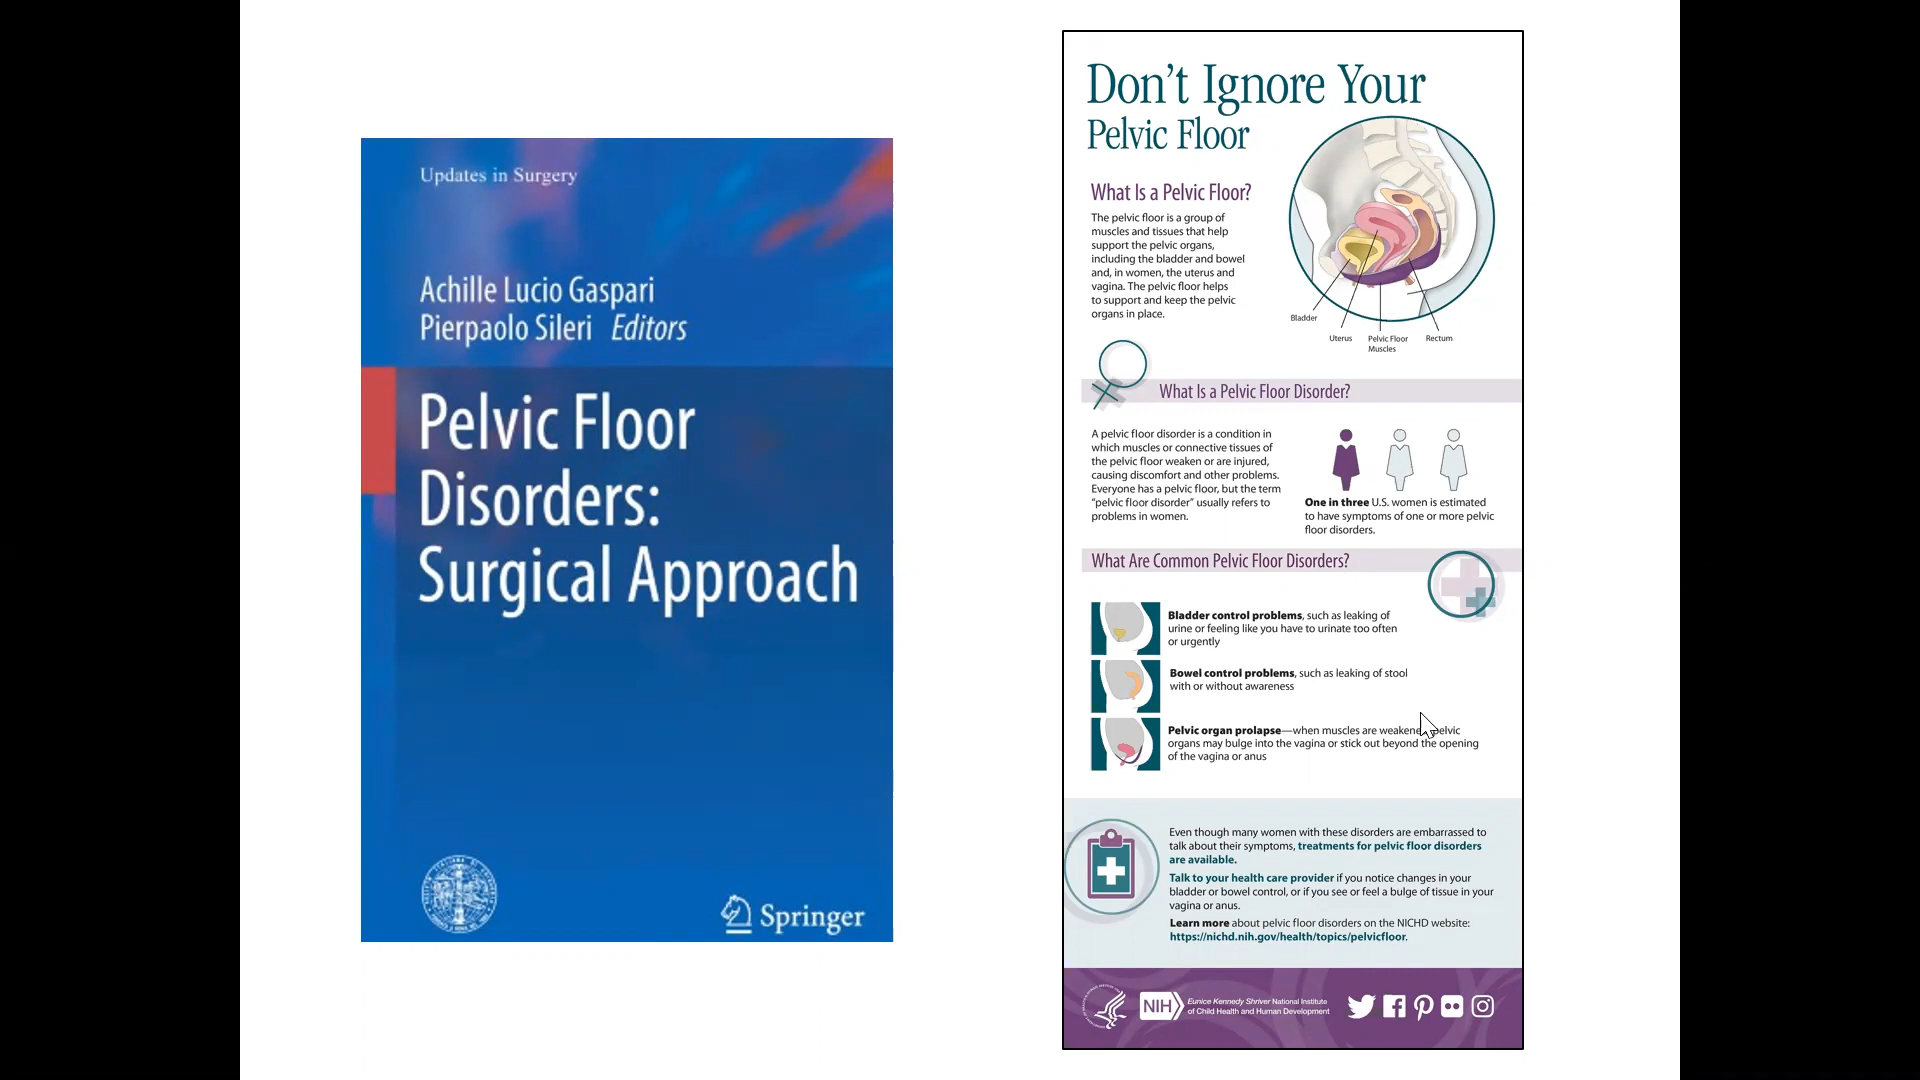 Updates in Surgery
Achille Lucio Gaspari
Pierpaolo Sileri Editors
Pelvic Floor
Disorders:
Surgical Approach
Springer
Don't Ignore Your
Pelvic Floor
What Is a Pelvic Floor?
The pelvic floor is a group of
muscles and tissues that help
support the pelvic organs,
including the bladder and bowel
and, in women, the uterus and
vagina. The pelvic floor helps
to support and keep the pelvic
organs in place.
Bladder
Uterus
Pelvic Floor
Muscles
Rectum
What Is a Pelvic Floor Disorder?
A pelvic floor disorder is a condition in
which muscles or connective tissues of
the pelvic floor weaken or are injured,
causing discomfort and other problems.
Everyone has a pelvic floor, but the term
"pelvic floor disorder" usually refers to
problems in women.
One in three U.S. women is estimated
to have symptoms of one or more pelvic
floor disorders.
What Are Common Pelvic Floor Disorders?
Bladder control problems, such as leaking of
urine or feeling like you have to urinate too often
or urgently
Bowel control problems, such as leaking of stool
with or without awareness
Pelvic organ prolapse—when muscles are weakene pelvic
organs may bulge into the vagina or stick out beyond the opening
of the vagina or anus
Even though many women with these disorders are embarrassed to
talk about their symptoms, treatments for pelvic floor disorders
are available.
Talk to your health care provider if you notice changes in your
bladder or bowel control, or if you see or feel a bulge of tissue in your
vagina or anus.
Learn more about pelvic floor disorders on the NICHD website:
https://nichd.nih.gov/health/topics/pelvicfloor.
NIH
Eunice Kennedy Shriver National Institute
of Child Health and Human Development